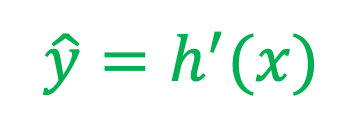 ŷ = h′(x)